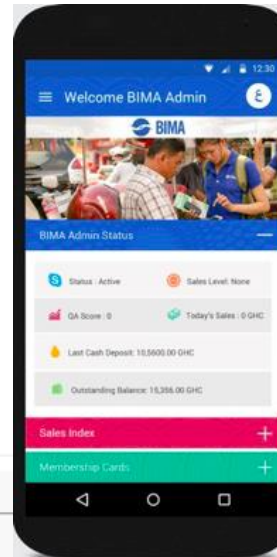 12:30
Welcome BIMA Admin
ع
BIMA
BIMA Admin Status
Status : Active
Sales Level: None
QA Score : 0
Today's Sales : 0 GHC
Last Cash Deposit: 10,5600.00 GHC
Outstanding Balance: 15,356.00 GHC
Sales Index
Membership Cards